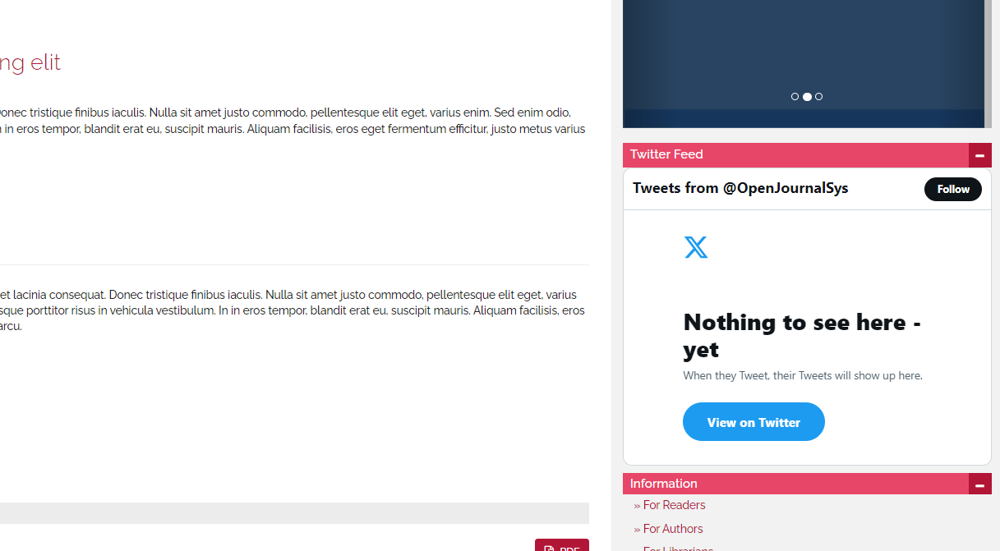 ng elit
onec tristique finibus iaculis. Nulla sit amet justo commodo, pellentesque elit eget, varius enim. Sed enim odio,
in eros tempor, blandit erat eu, suscipit mauris. Aliquam facilisis, eros eget fermentum efficitur, justo metus varius
et lacinia consequat. Donec tristique finibus iaculis. Nulla sit amet justo commodo, pellentesque elit eget, varius
sque porttitor risus in vehicula vestibulum. In in eros tempor, blandit erat eu, suscipit mauris. Aliquam facilisis, eros
arcu.
PDF
Twitter Feed
Tweets from @OpenJournalSys
Follow
Nothing to see here -
yet
When they Tweet, their Tweets will show up here.
View on Twitter
Information
» For Readers
» For Authors
For Librarians